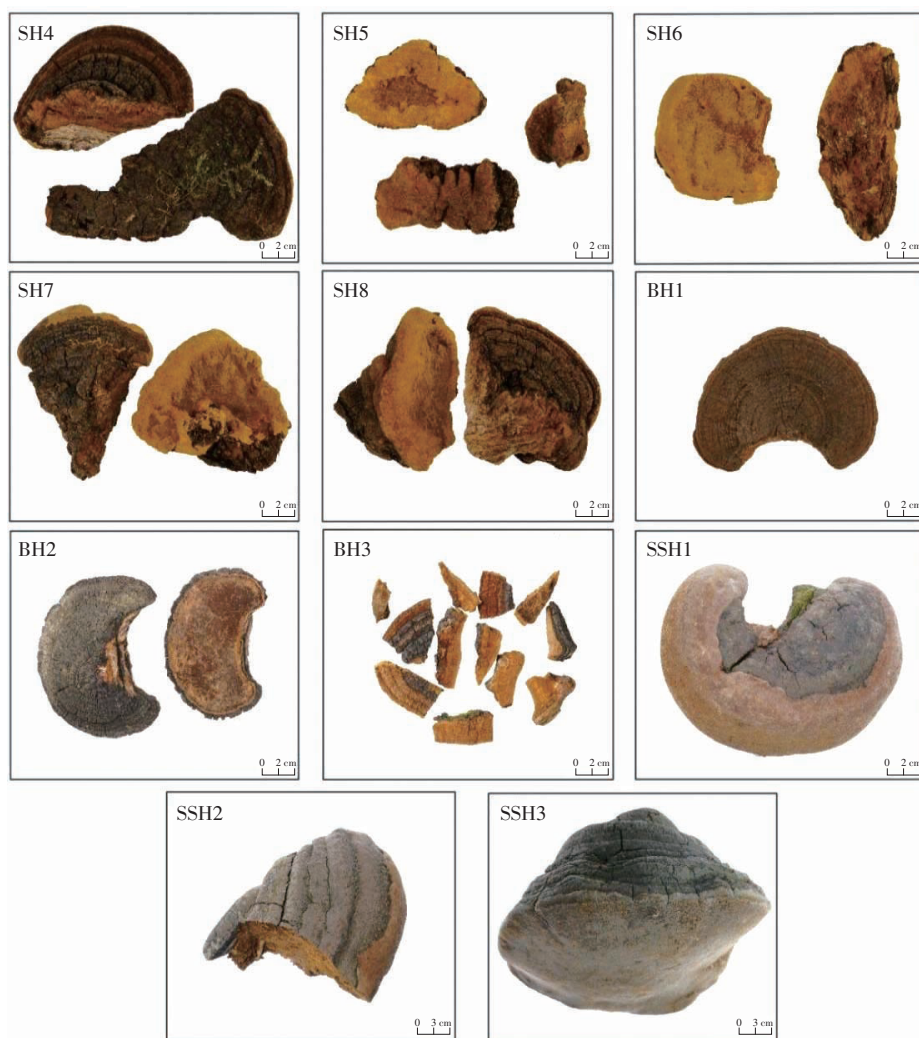 SH4
0 2 cm
SH5
0 2 cm
SH6
0 2 cm
SH7
0 2 cm
SH8
0 2 cm
BH1
0 2 cm
BH2
0 2 cm
BH3
0 2 cm
SSH1
0 2 cm
SSH2
0 3 cm
SSH3
0 3 cm